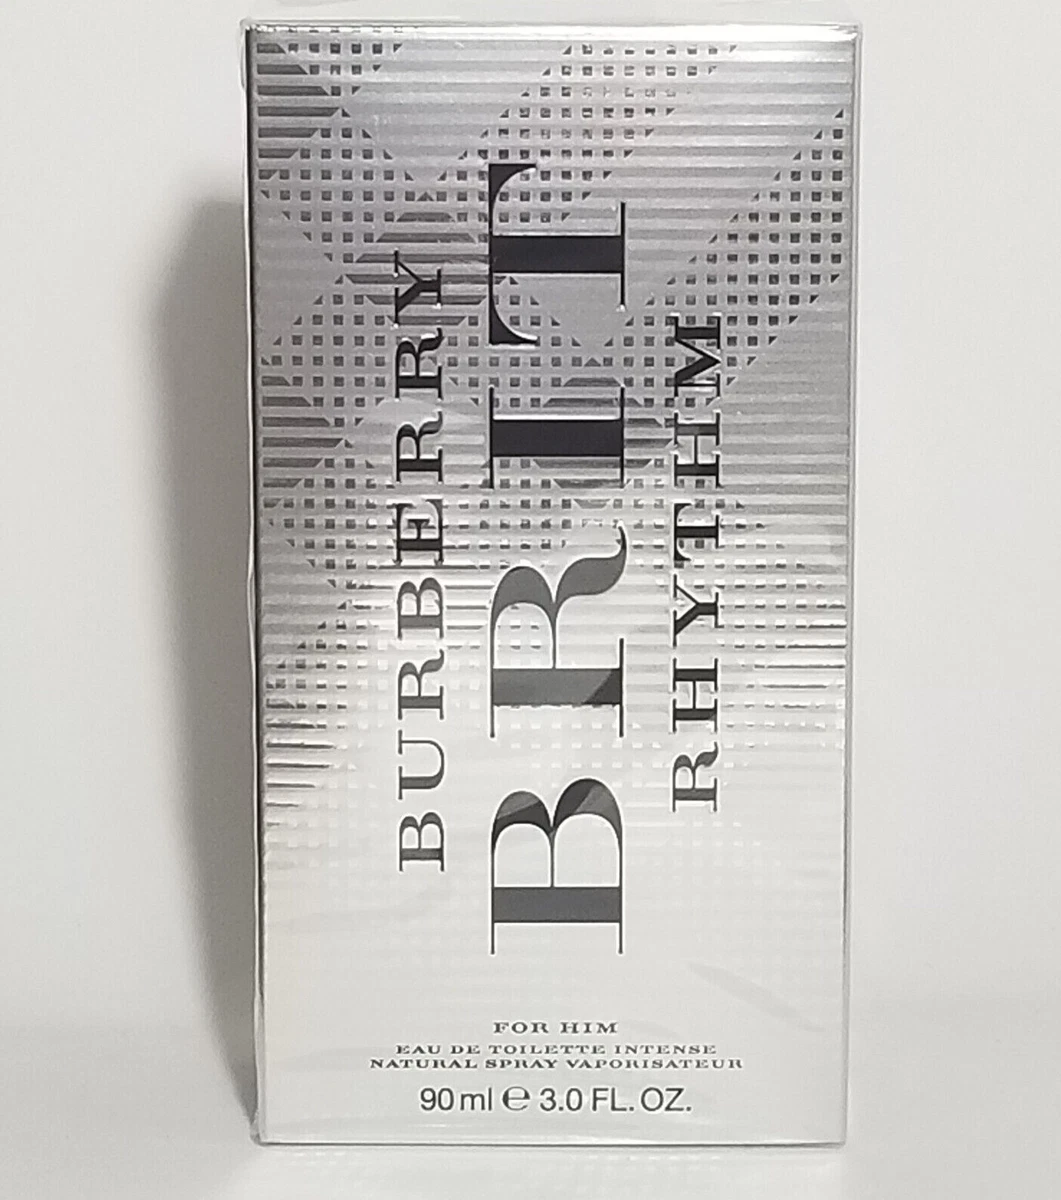 BURBERRY
BRIT
RHYTHM
FOR HIM
EAU DE TOILETTE INTENSE
NATURAL SPRAY VAPORISATEUR
90 ml ℮ 3.0 FL. OZ.